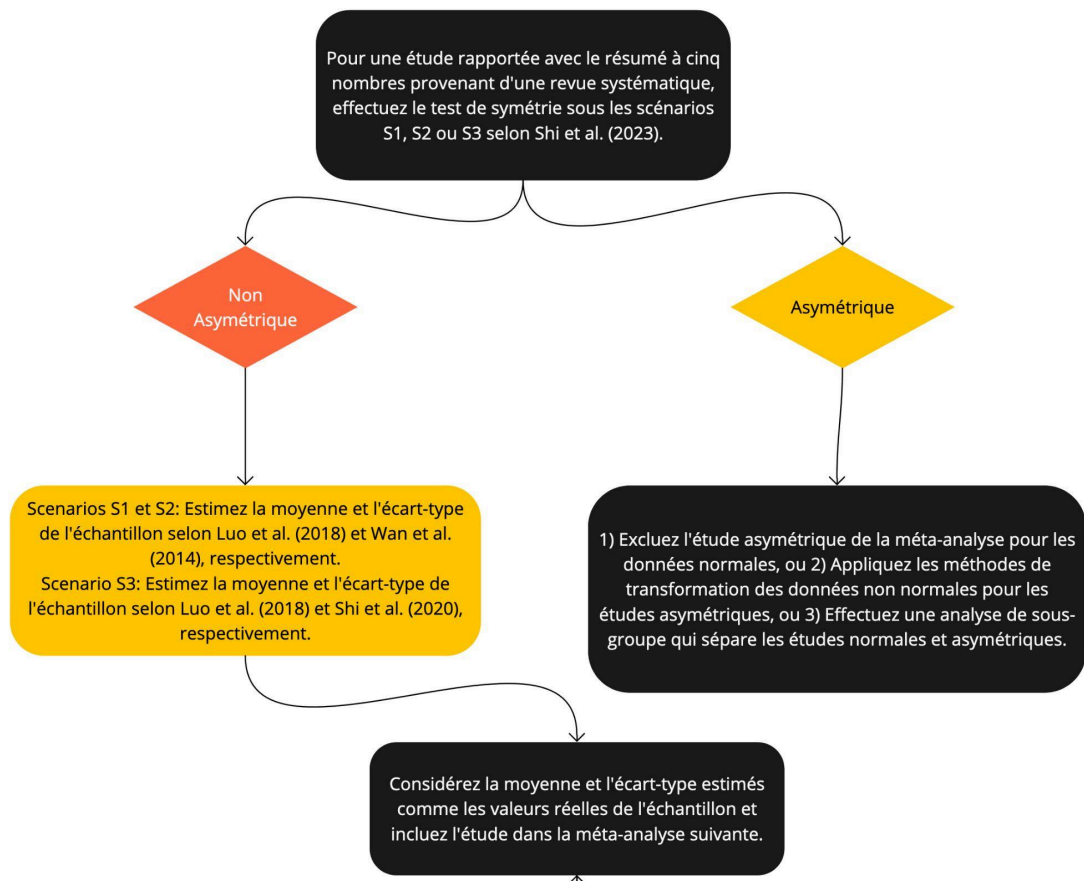 Pour une étude rapportée avec le résumé à cinq
nombres provenant d'une revue systématique,
effectuez le test de symétrie sous les scénarios
S1, S2 ou S3 selon Shi et al. (2023).
Non
Asymétrique
Asymétrique
Scenarios S1 et S2: Estimez la moyenne et l'écart-type
de l'échantillon selon Luo et al. (2018) et Wan et al.
(2014), respectivement.
Scenario S3: Estimez la moyenne et l'écart-type de
l'échantillon selon Luo et al. (2018) et Shi et al. (2020),
respectivement.
1) Excluez l'étude asymétrique de la méta-analyse pour les
données normales, ou 2) Appliquez les méthodes de
transformation des données non normales pour les
études asymétriques, ou 3) Effectuez une analyse de sous-
groupe qui sépare les études normales et asymétriques.
Considérez la moyenne et l'écart-type estimés
comme les valeurs réelles de l'échantillon et
incluez l'étude dans la méta-analyse suivante.